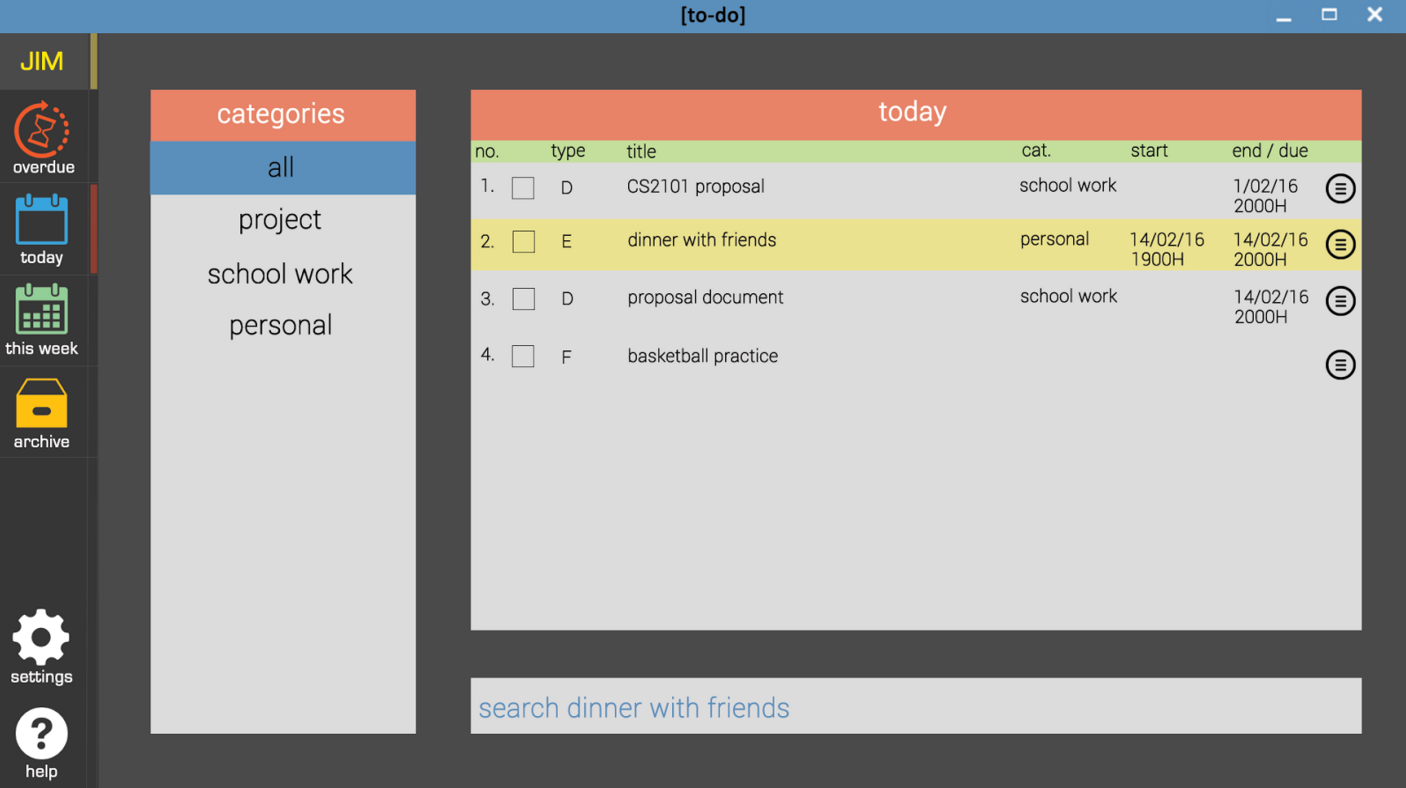 [to-do]
JIM
overdue
today
this week
archive
settings
?
help
categories
all
project
school work
personal
today
no. type title cat. start end / due
1. D CS2101 proposal school work 1/02/16
2000H
2. E dinner with friends personal 14/02/16 14/02/16
1900H 2000H
3. D proposal document school work 14/02/16
2000H
4. F basketball practice
search dinner with friends